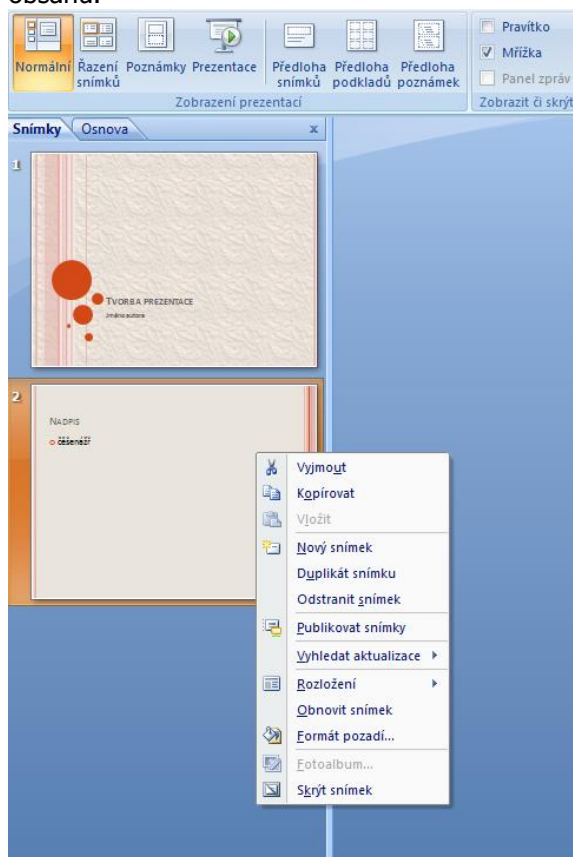 Normální Řazení snímků Poznámky Prezentace Předloha snímků Předloha podkladů Předloha poznámek
Pravítko
Mřížka
Panel zpráv
Zobrazení prezentací
Zobrazit či skrýt
Snímky Osnova x
1
TVORBA PREZENTACE
Jméno autora
2
NADPIS
Vyjmout
Kopírovat
Vložit
Nový snímek
Duplikát snímku
Odstranit snímek
Publikovat snímky
Vyhledat aktualizace
Rozložení
Obnovit snímek
Formát pozadí...
Fotoalbum...
Skrýt snímek